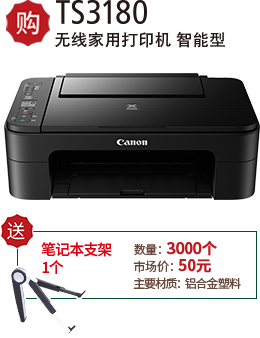 购
TS3180
无线家用打印机 智能型
Canon
送
笔记本支架
1个
数量：3000个
市场价：50元
主要材质：铝合金塑料